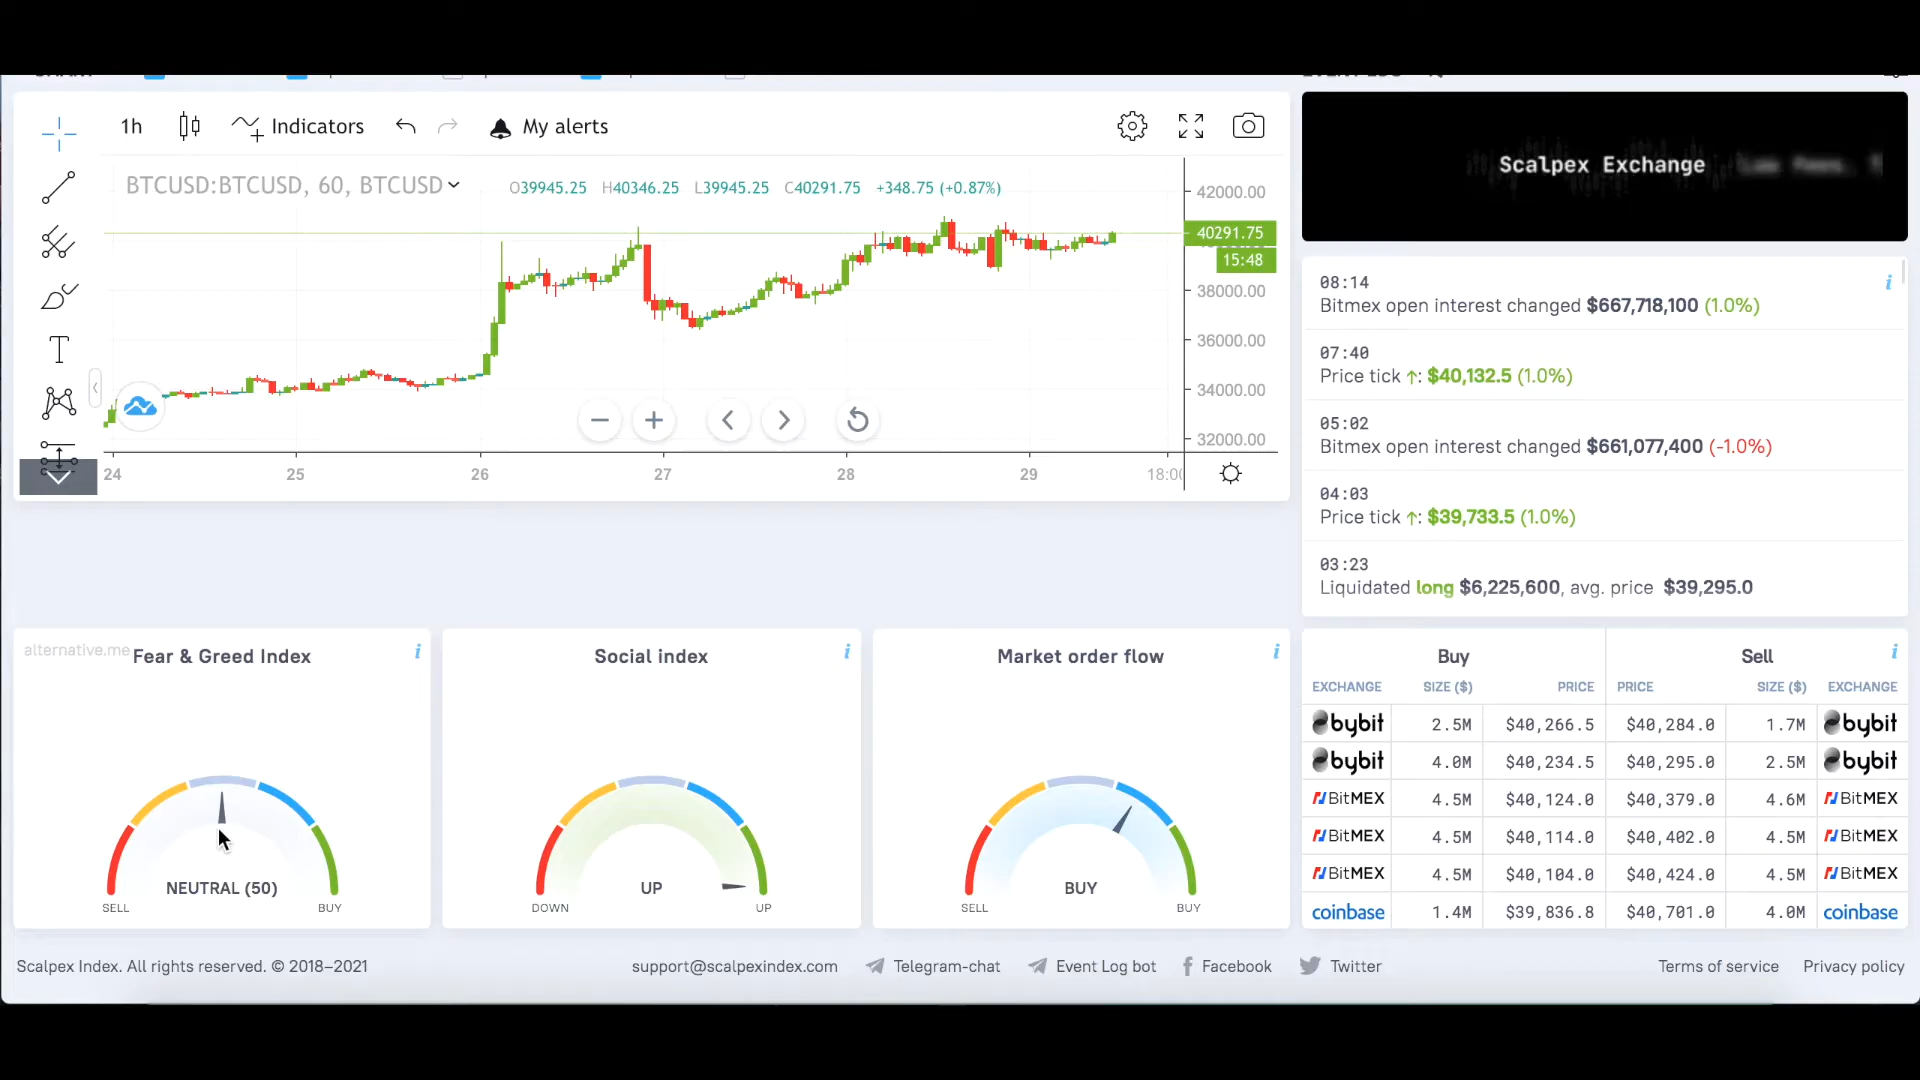 1h Indicators My alerts
BTCUSD:BTCUSD, 60, BTCUSD O39945.25 H40346.25 L39945.25 C40291.75 +348.75 (+0.87%)
42000.00
40291.75
15:48
38000.00
36000.00
34000.00
32000.00
24 25 26 27 28 29 18:00
Scalpex Exchange
08:14
Bitmex open interest changed $667,718,100 (1.0%)
07:40
Price tick ↑: $40,132.5 (1.0%)
05:02
Bitmex open interest changed $661,077,400 (-1.0%)
04:03
Price tick ↑: $39,733.5 (1.0%)
03:23
Liquidated long $6,225,600, avg. price $39,295.0
alternative.me Fear & Greed Index
NEUTRAL (50)
SELL BUY
Social index
UP
DOWN UP
Market order flow
BUY
SELL BUY
Buy Sell
EXCHANGE SIZE ($) PRICE PRICE SIZE ($) EXCHANGE
bybit 2.5M $40,266.5 $40,284.0 1.7M bybit
bybit 4.0M $40,234.5 $40,295.0 2.5M bybit
BitMEX 4.5M $40,124.0 $40,379.0 4.6M BitMEX
BitMEX 4.5M $40,114.0 $40,402.0 4.5M BitMEX
BitMEX 4.5M $40,104.0 $40,424.0 4.5M BitMEX
coinbase 1.4M $39,836.8 $40,701.0 4.0M coinbase
Scalpex Index. All rights reserved. © 2018–2021 support@scalpexindex.com Telegram-chat Event Log bot Facebook Twitter Terms of service Privacy policy